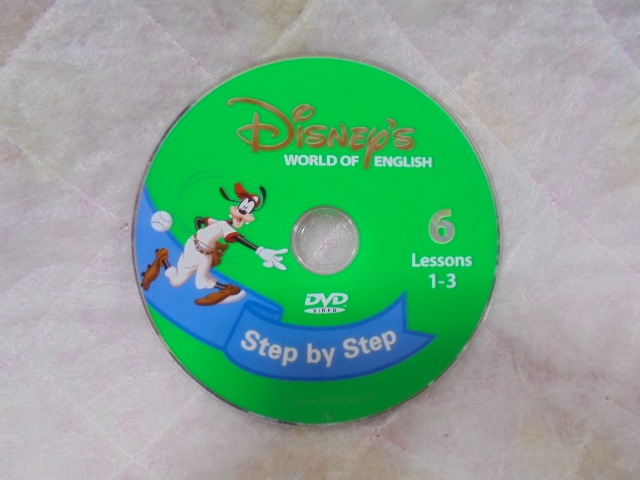 Disney's
WORLD OF ENGLISH
6
Lessons
1-3
DVD
VIDEO
Step by Step